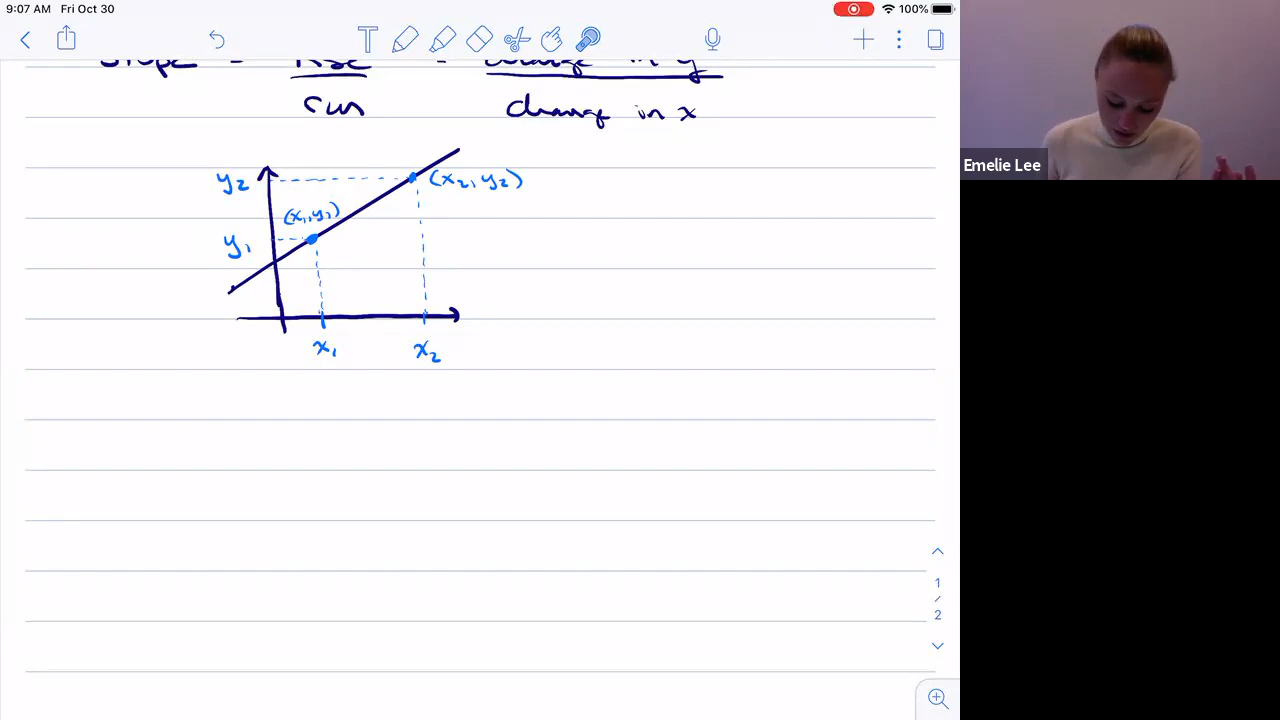 9:07 AM Fri Oct 30
100%
Slope = Rise = change in y
run change in x
y₂ (x₂, y₂)
(x₁, y₁)
y₁
x₁ x₂
Emelie Lee
1
/
2